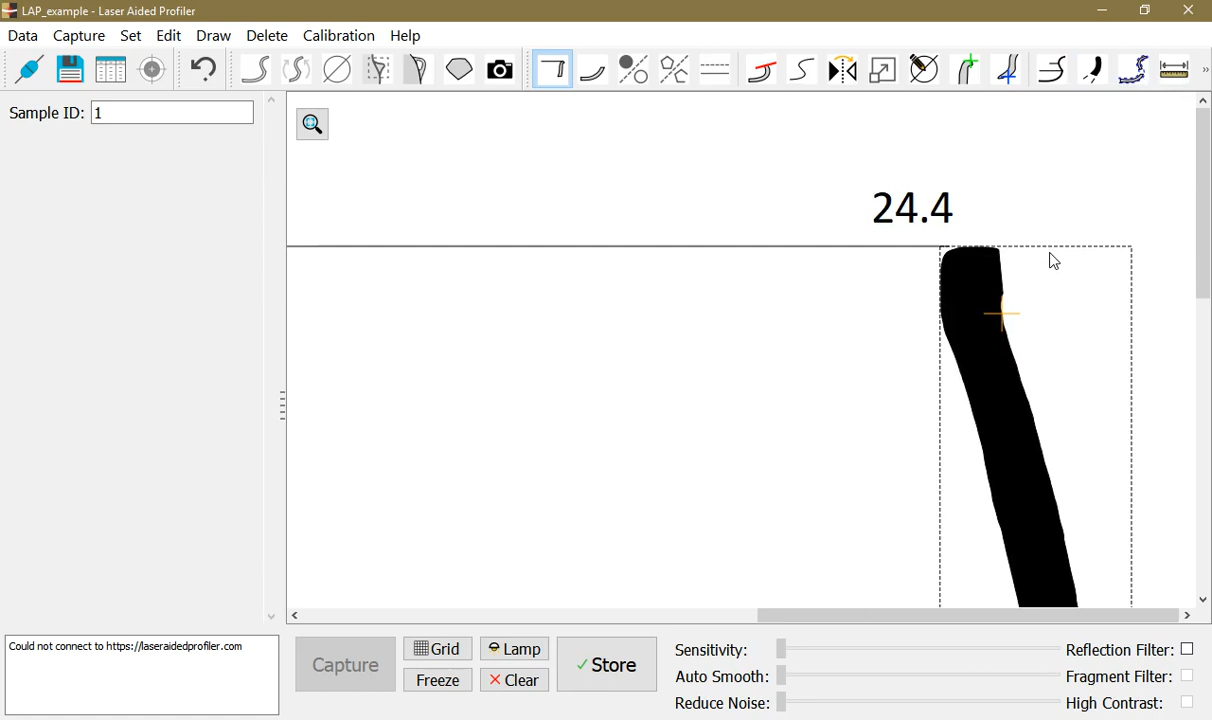 LAP_example - Laser Aided Profiler
Data Capture Set Edit Draw Delete Calibration Help
Sample ID: 1
24.4
Could not connect to https://laseraidedprofiler.com
Capture
Grid
Lamp
Freeze
Clear
Store
Sensitivity:
Auto Smooth:
Reduce Noise:
Reflection Filter:
Fragment Filter:
High Contrast: